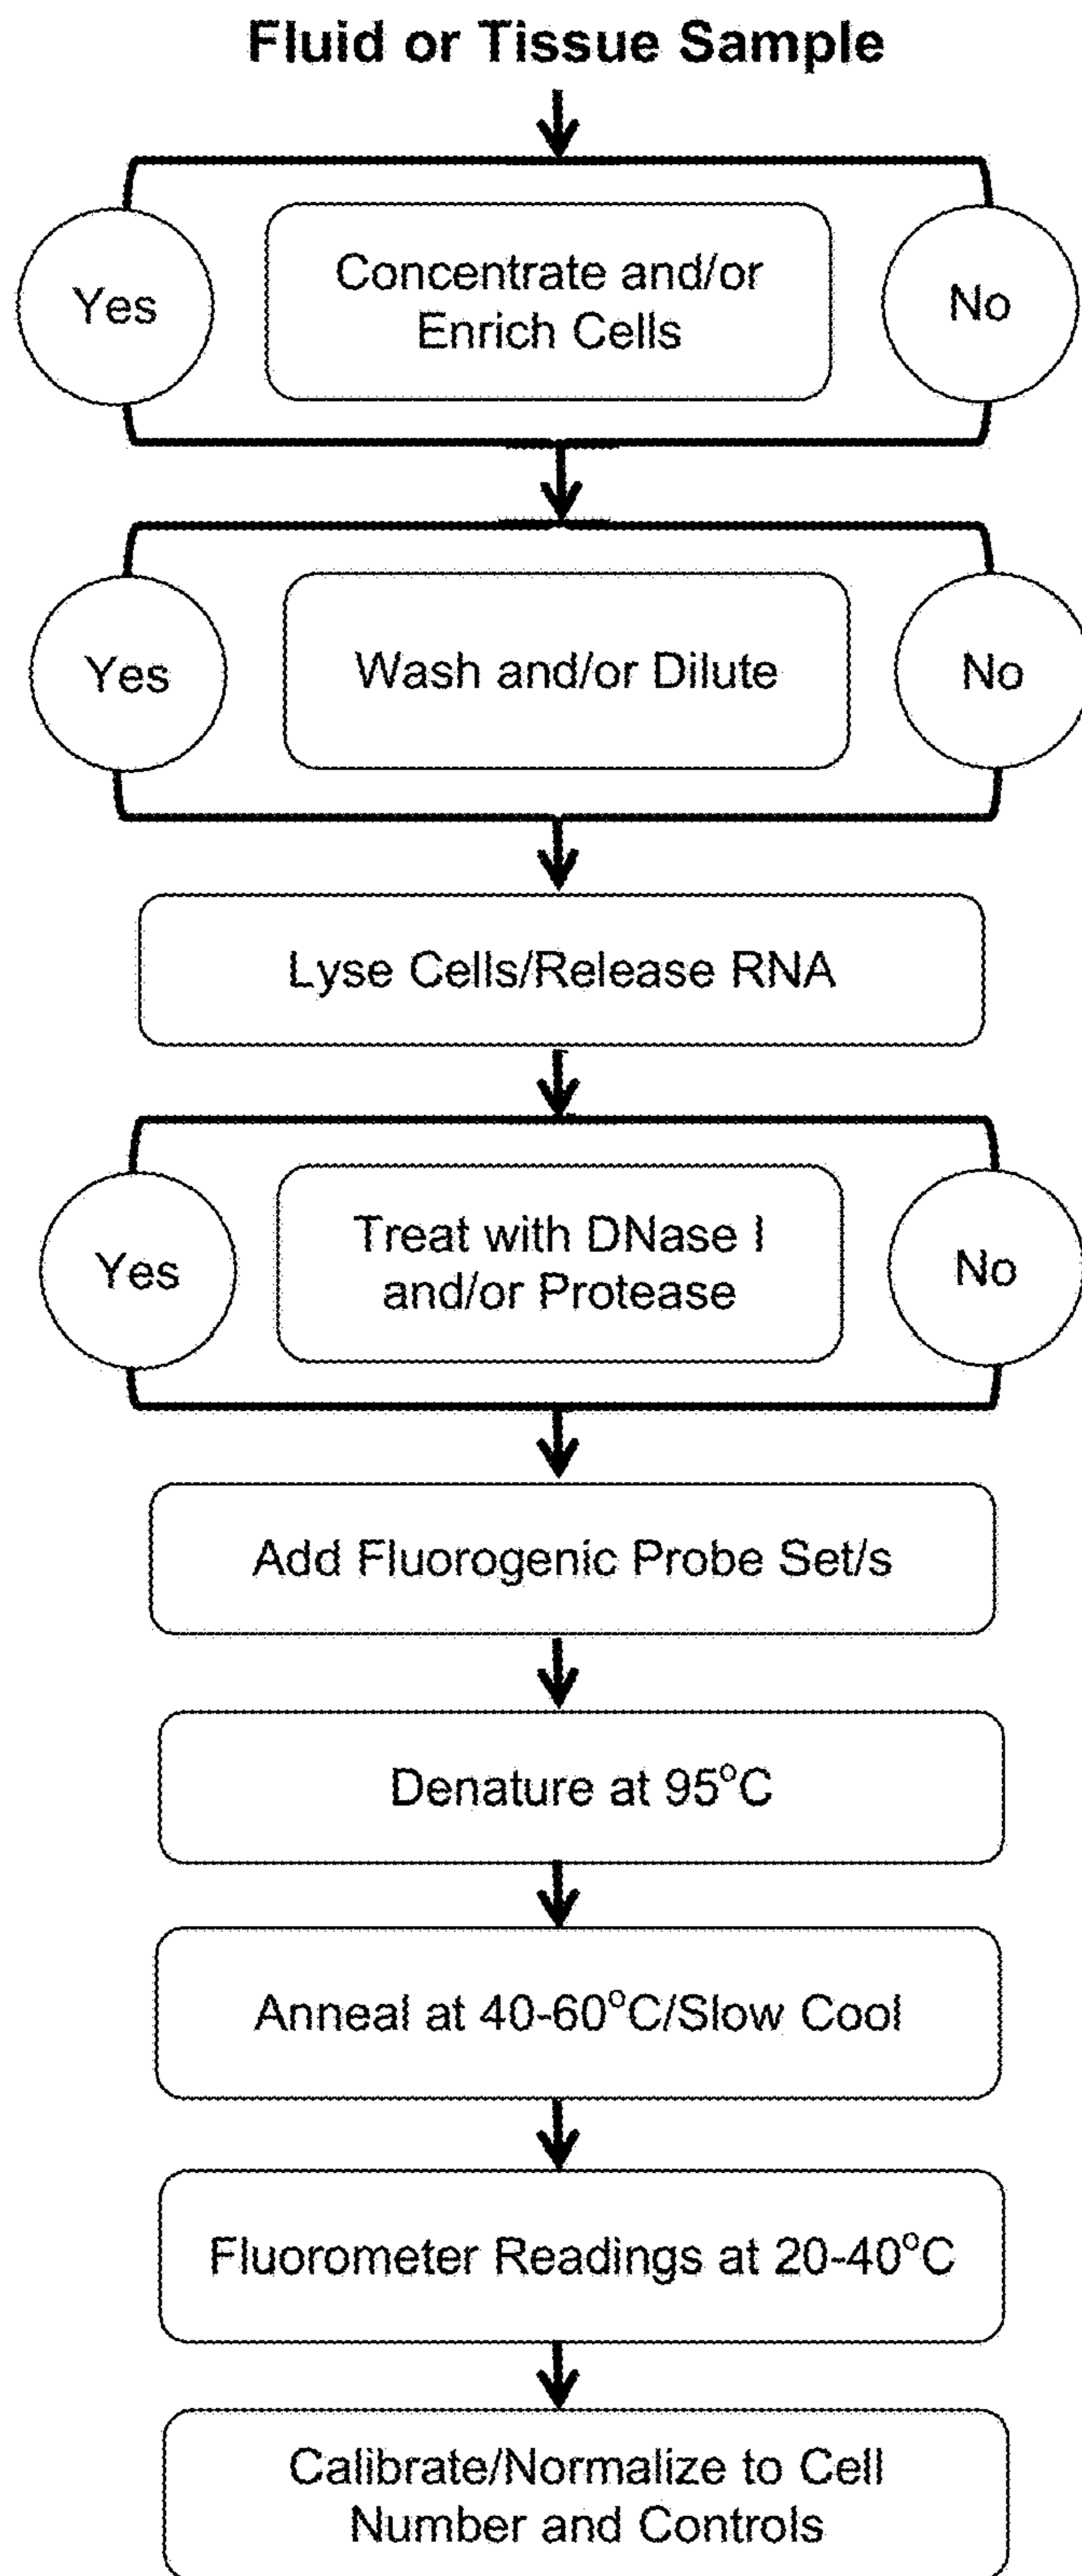 Fluid or Tissue Sample
Yes
Concentrate and/or
Enrich Cells
No
Yes
Wash and/or Dilute
No
Lyse Cells/Release RNA
Yes
Treat with DNase I
and/or Protease
No
Add Fluorogenic Probe Set/s
Denature at 95°C
Anneal at 40-60°C/Slow Cool
Fluorometer Readings at 20-40°C
Calibrate/Normalize to Cell
Number and Controls